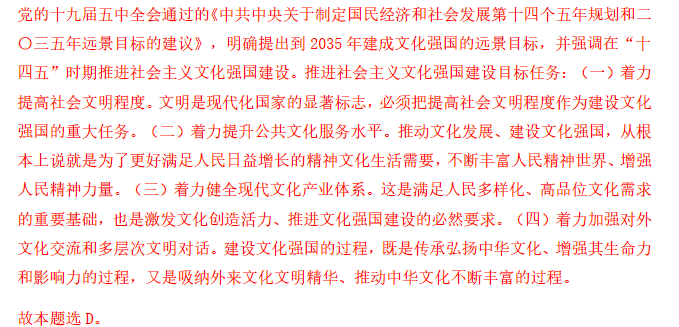 党的十九届五中全会通过的《中共中央关于制定国民经济和社会发展第十四个五年规划和二
〇三五年远景目标的建议》，明确提出到 2035 年建成文化强国的远景目标，并强调在“十
四五”时期推进社会主义文化强国建设。推进社会主义文化强国建设目标任务：（一）着力
提高社会文明程度。文明是现代化国家的显著标志，必须把提高社会文明程度作为建设文化
强国的重大任务。（二）着力提升公共文化服务水平。推动文化发展、建设文化强国，从根
本上说就是为了更好满足人民日益增长的精神文化生活需要，不断丰富人民精神世界、增强
人民精神力量。（三）着力健全现代文化产业体系。这是满足人民多样化、高品位文化需求
的重要基础，也是激发文化创造活力、推进文化强国建设的必然要求。（四）着力加强对外
文化交流和多层次文明对话。建设文化强国的过程，既是传承弘扬中华文化、增强其生命力
和影响力的过程，又是吸纳外来文化文明精华、推动中华文化不断丰富的过程。
故本题选 D。